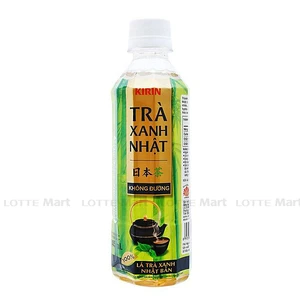 KIRIN
TRÀ
XANH
NHẬT
日本茶
KHÔNG ĐƯỜNG
100%
LÁ TRÀ XANH
NHẬT BẢN
LOTTE Mart LOTTE Mart LOTTE Mart